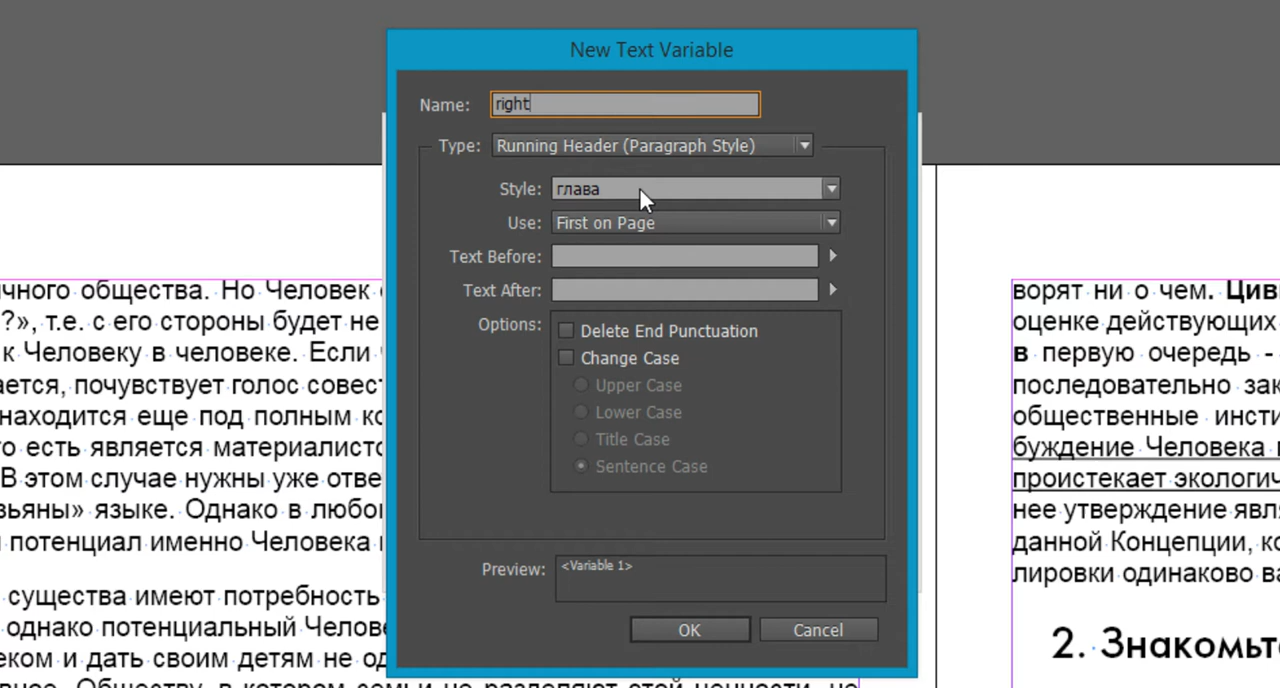 New Text Variable
Name: right
Type: Running Header (Paragraph Style)
Style: глава
Use: First on Page
Text Before:
Text After:
Options:
Delete End Punctuation
Change Case
Upper Case
Lower Case
Title Case
Sentence Case
Preview: <Variable 1>
OK Cancel
чного общества. Но Человек
?», т.е. с его стороны будет не
к Человеку в человеке. Если
ается, почувствует голос совест
находится еще под полным ко
о есть является материалисто
В этом случае нужны уже отве
зьяны» языке. Однако в любо
потенциал именно Человека
существа имеют потребность
однако потенциальный Челове
еком и дать своим детям не од
ворят ни о чем. Циви
оценке действующих
в первую очередь -
последовательно зак
общественные инсти
буждение Человека
проистекает экологич
нее утверждение явля
данной Концепции, ко
лировки одинаково ва
2. Знакомьте